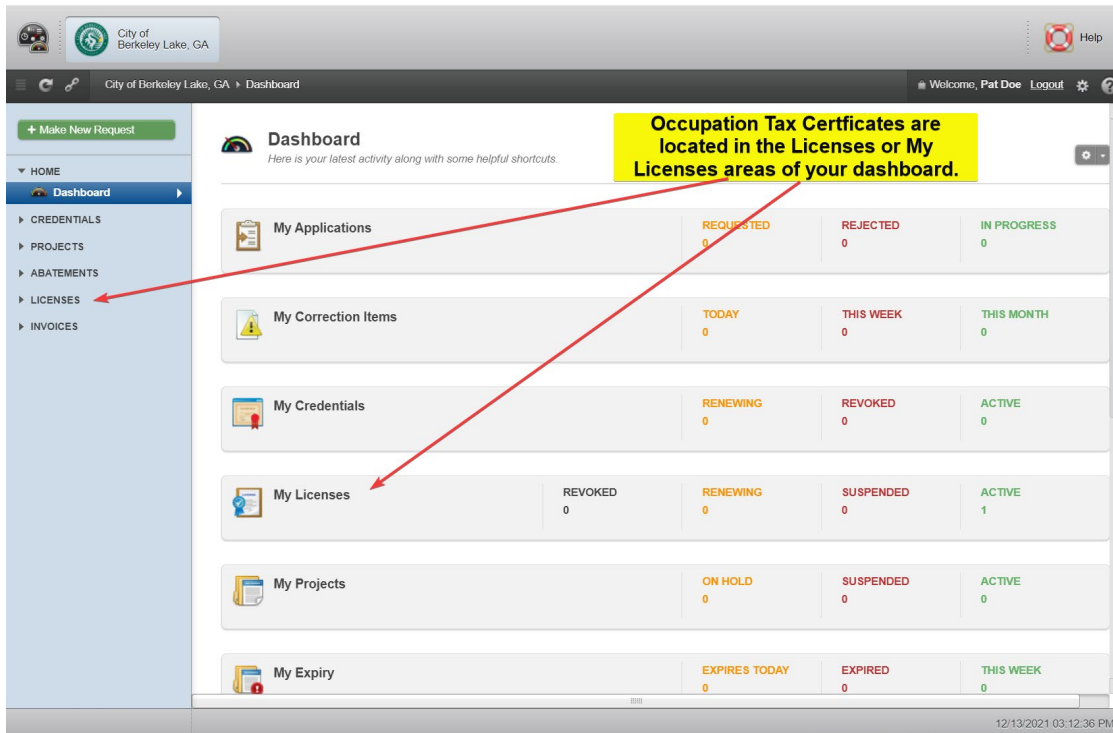 City of
Berkeley Lake, GA
Help
City of Berkeley Lake, GA Dashboard
Welcome, Pat Doe Logout
+ Make New Request
HOME
Dashboard
CREDENTIALS
PROJECTS
ABATEMENTS
LICENSES
INVOICES
Dashboard
Here is your latest activity along with some helpful shortcuts.
Occupation Tax Certficates are
located in the Licenses or My
Licenses areas of your dashboard.
My Applications
REQUESTED REJECTED IN PROGRESS
0 0 0
My Correction Items
TODAY THIS WEEK THIS MONTH
0 0 0
My Credentials
RENEWING REVOKED ACTIVE
0 0 0
My Licenses
REVOKED RENEWING SUSPENDED ACTIVE
0 0 0 1
My Projects
ON HOLD SUSPENDED ACTIVE
0 0 0
My Expiry
EXPIRES TODAY EXPIRED THIS WEEK
0 0 0
12/13/2021 03:12:36 PM